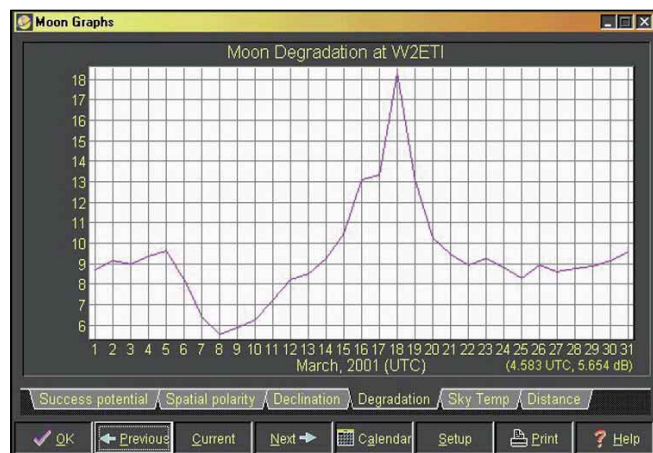 Moon Graphs
Moon Degradation at W2ETI
18
17
16
15
14
13
12
11
10
9
8
7
6
1 2 3 4 5 6 7 8 9 10 11 12 13 14 15 16 17 18 19 20 21 22 23 24 25 26 27 28 29 30 31
March, 2001 (UTC)
(4.583 UTC, 5.654 dB)
Success potential Spatial polarity Declination Degradation Sky Temp Distance
OK Previous Current Next Calendar Setup Print Help